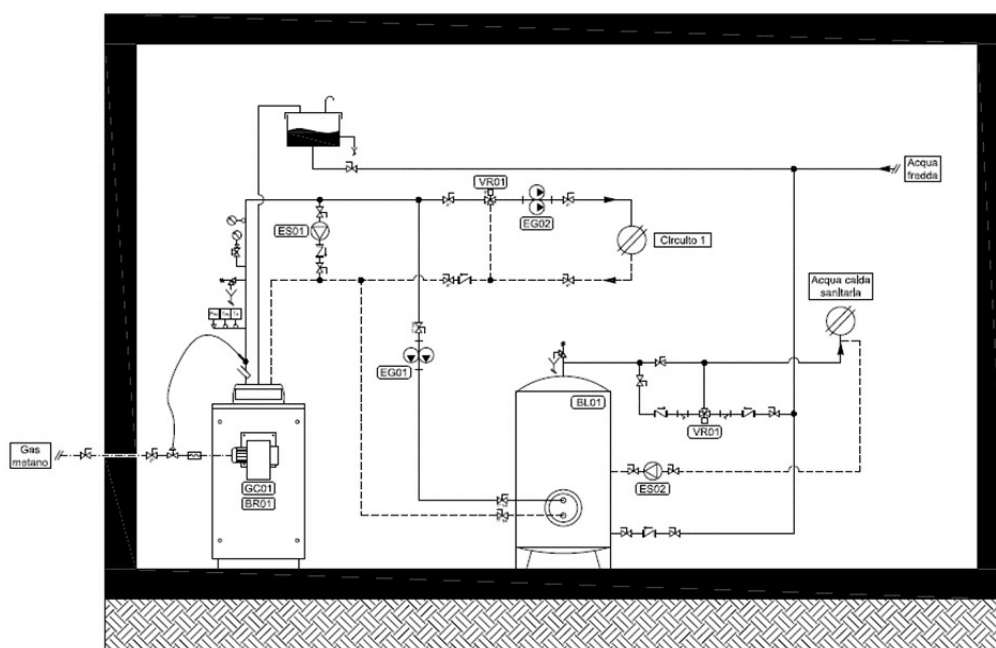 Acqua
fredda
VR01
EG02
ES01
Circuito 1
Acqua calda
sanitaria
EG01
BL01
VR01
Gas
metano
ES02
GC01
BR01